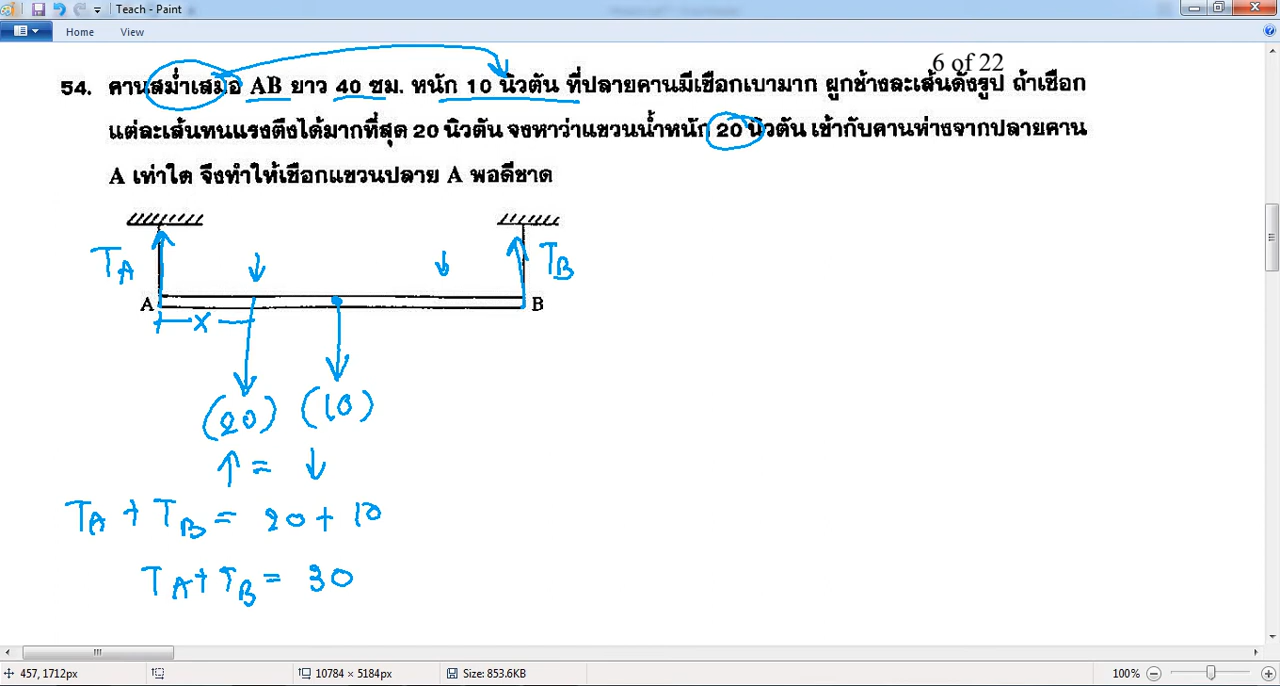 Teach - Paint
Home View
6 of 22
54. คานสม่ำเสมอ AB ยาว 40 ซม. หนัก 10 นิวตัน ที่ปลายคานมีเชือกเบามาก ผูกข้างละเส้นดังรูป ถ้าเชือก
แต่ละเส้นทนแรงตึงได้มากที่สุด 20 นิวตัน จงหาว่าแขวนน้ำหนัก 20 นิวตัน เข้ากับคานห่างจากปลายคาน
A เท่าใด จึงทำให้เชือกแขวนปลาย A พอดีขาด
TA TB
A B
x
(20) (10)
↑ = ↓
TA + TB = 20 + 10
TA + TB = 30
457, 1712px 10784 × 5184px Size: 853.6KB 100%